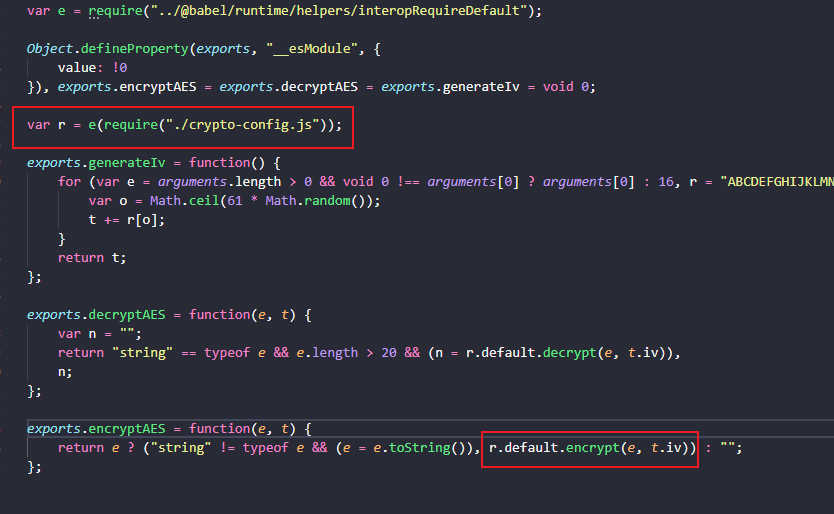 var e = require("../@babel/runtime/helpers/interopRequireDefault");
Object.defineProperty(exports, "__esModule", {
value: !0
}), exports.encryptAES = exports.decryptAES = exports.generateIv = void 0;
var r = e(require("./crypto-config.js"));
exports.generateIv = function() {
for (var e = arguments.length > 0 && void 0 !== arguments[0] ? arguments[0] : 16, r = "ABCDEFGHIJKLMN
var o = Math.ceil(61 * Math.random());
t += r[o];
}
return t;
};
exports.decryptAES = function(e, t) {
var n = "";
return "string" == typeof e && e.length > 20 && (n = r.default.decrypt(e, t.iv)),
n;
};
exports.encryptAES = function(e, t) {
return e ? ("string" != typeof e && (e = e.toString()), r.default.encrypt(e, t.iv)) : "";
};